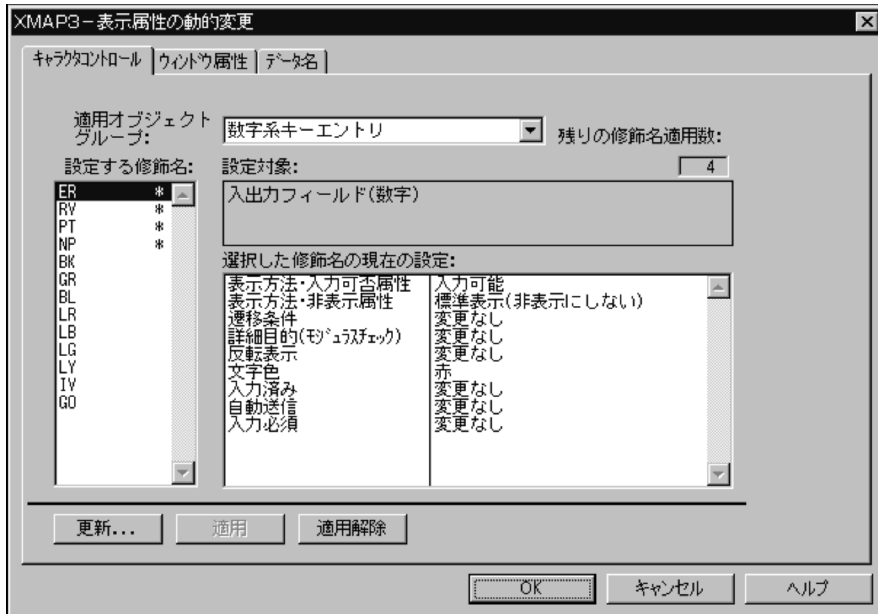 XMAP3－表示属性の動的変更
ｷｬﾗｸﾀｺﾝﾄﾛｰﾙ
ｳｨﾝﾄﾞｳ属性
ﾃﾞｰﾀ名
適用オブジェクト
グループ:
数字系キーエントリ
残りの修飾名適用数:
4
設定する修飾名:
ER *
RV *
PT *
NP *
BK
GR
BL
LR
LB
LG
LY
IV
GO
設定対象:
入出力フィールド(数字)
選択した修飾名の現在の設定:
表示方法・入力可否属性 入力可能
表示方法・非表示属性 標準表示(非表示にしない)
遷移条件 変更なし
詳細目的(ﾓｼﾞｭﾗｽﾁｪｯｸ) 変更なし
反転表示 変更なし
文字色 赤
入力済み 変更なし
自動送信 変更なし
入力必須 変更なし
更新...
適用
適用解除
OK
キャンセル
ヘルプ